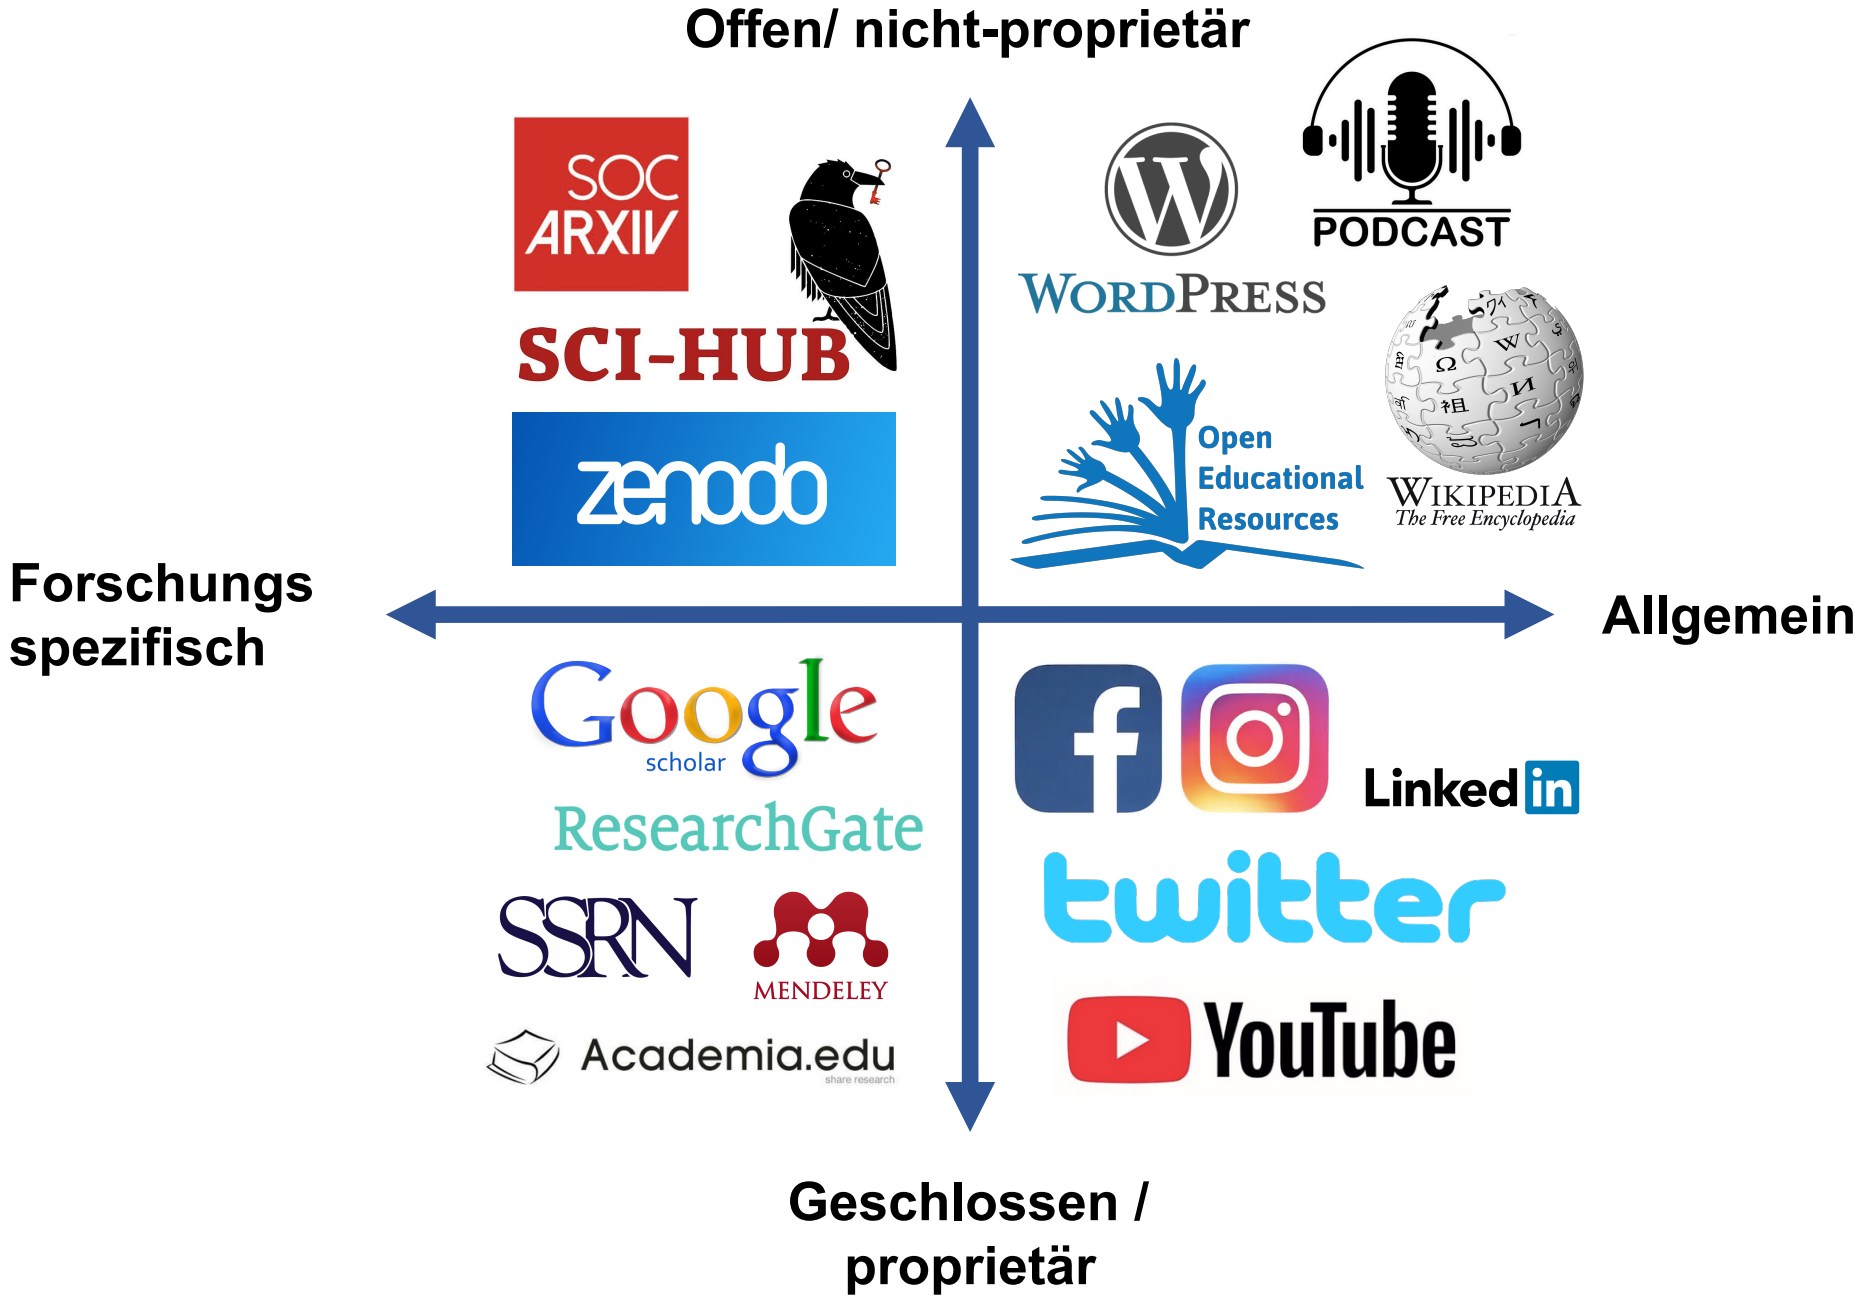 Offen/ nicht-proprietär
SOC
ARXIV
SCI-HUB
zenodo
W
WORDPRESS
PODCAST
Open
Educational
Resources
Ω
W
И
祖
WIKIPEDIA
The Free Encyclopedia
Forschungs
spezifisch
Allgemein
Google
scholar
ResearchGate
SSRN
MENDELEY
Academia.edu
share research
f
Linked in
twitter
YouTube
Geschlossen /
proprietär